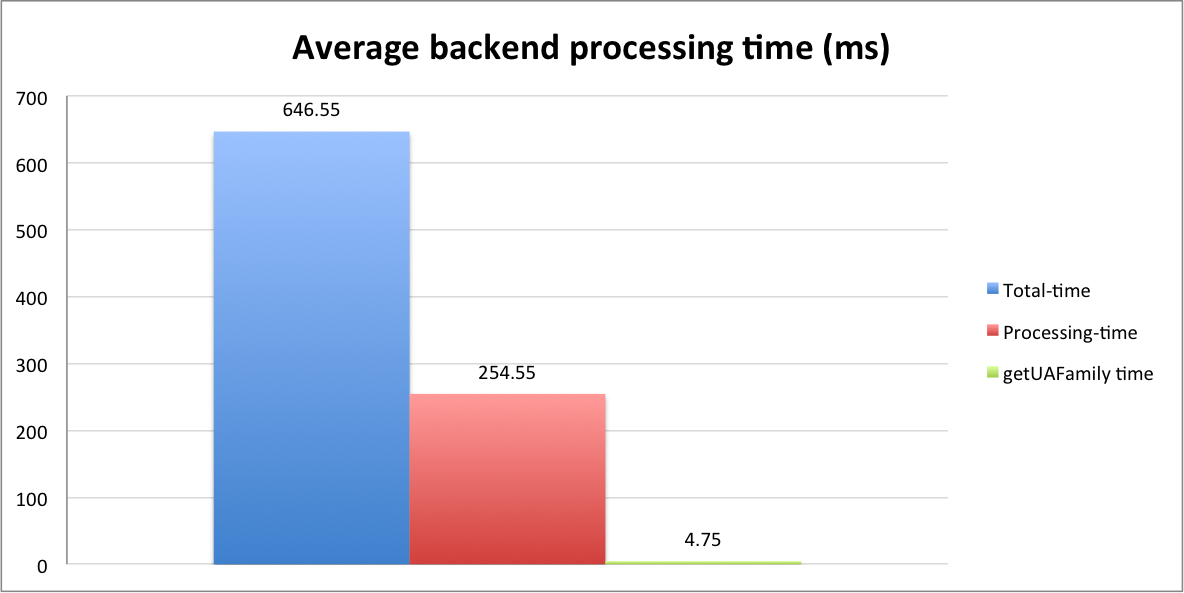 Average backend processing time (ms)
700
600
500
400
300
200
100
0
646.55
254.55
4.75
Total-time
Processing-time
getUAFamily time